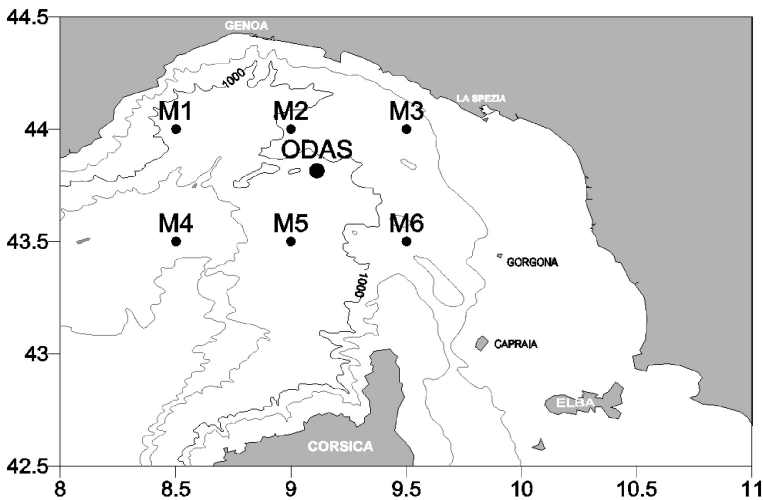 44.5
GENOA
1000
LA SPEZIA
M1 M2 M3
44
ODAS
M4 M5 M6
43.5
GORGONA
1000
CAPRAIA
43
ELBA
CORSICA
42.5
8 8.5 9 9.5 10 10.5 11